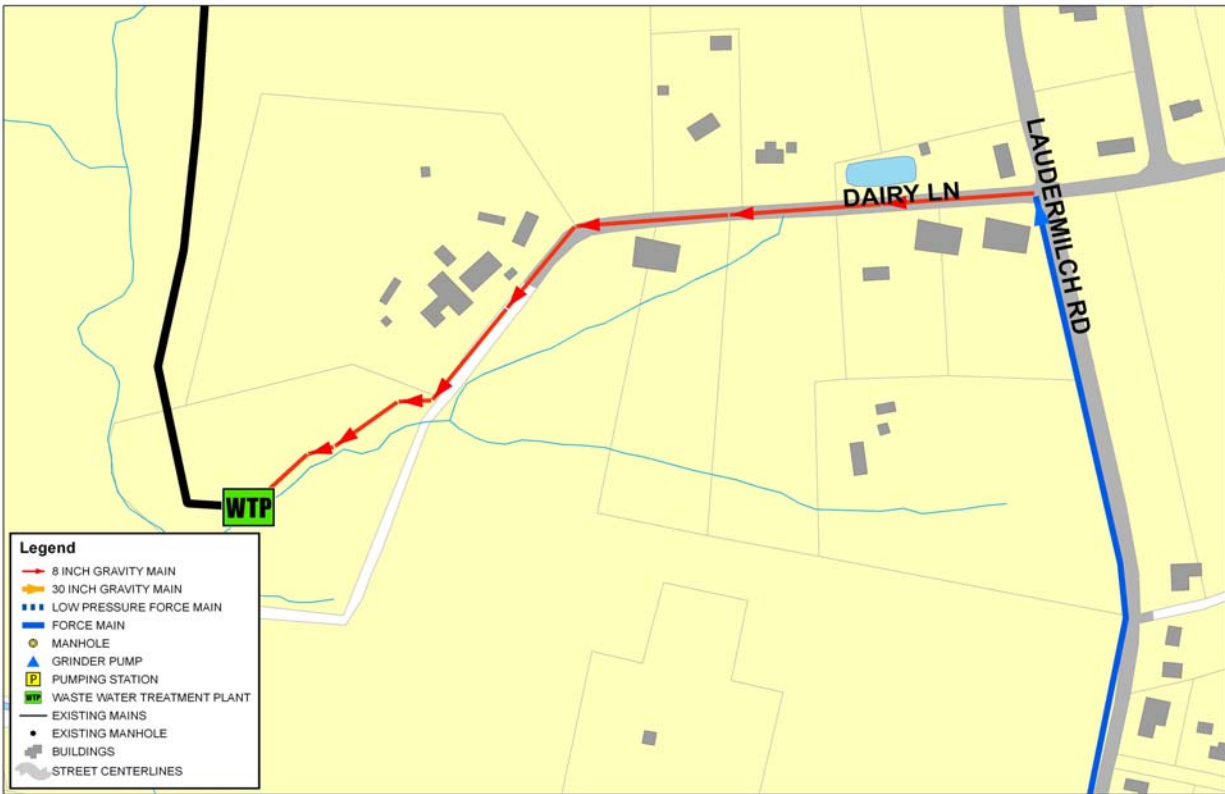 DAIRY LN
LAUDERMILCH RD
WTP
Legend
8 INCH GRAVITY MAIN
30 INCH GRAVITY MAIN
LOW PRESSURE FORCE MAIN
FORCE MAIN
MANHOLE
GRINDER PUMP
P PUMPING STATION
WTP WASTE WATER TREATMENT PLANT
EXISTING MAINS
EXISTING MANHOLE
BUILDINGS
STREET CENTERLINES